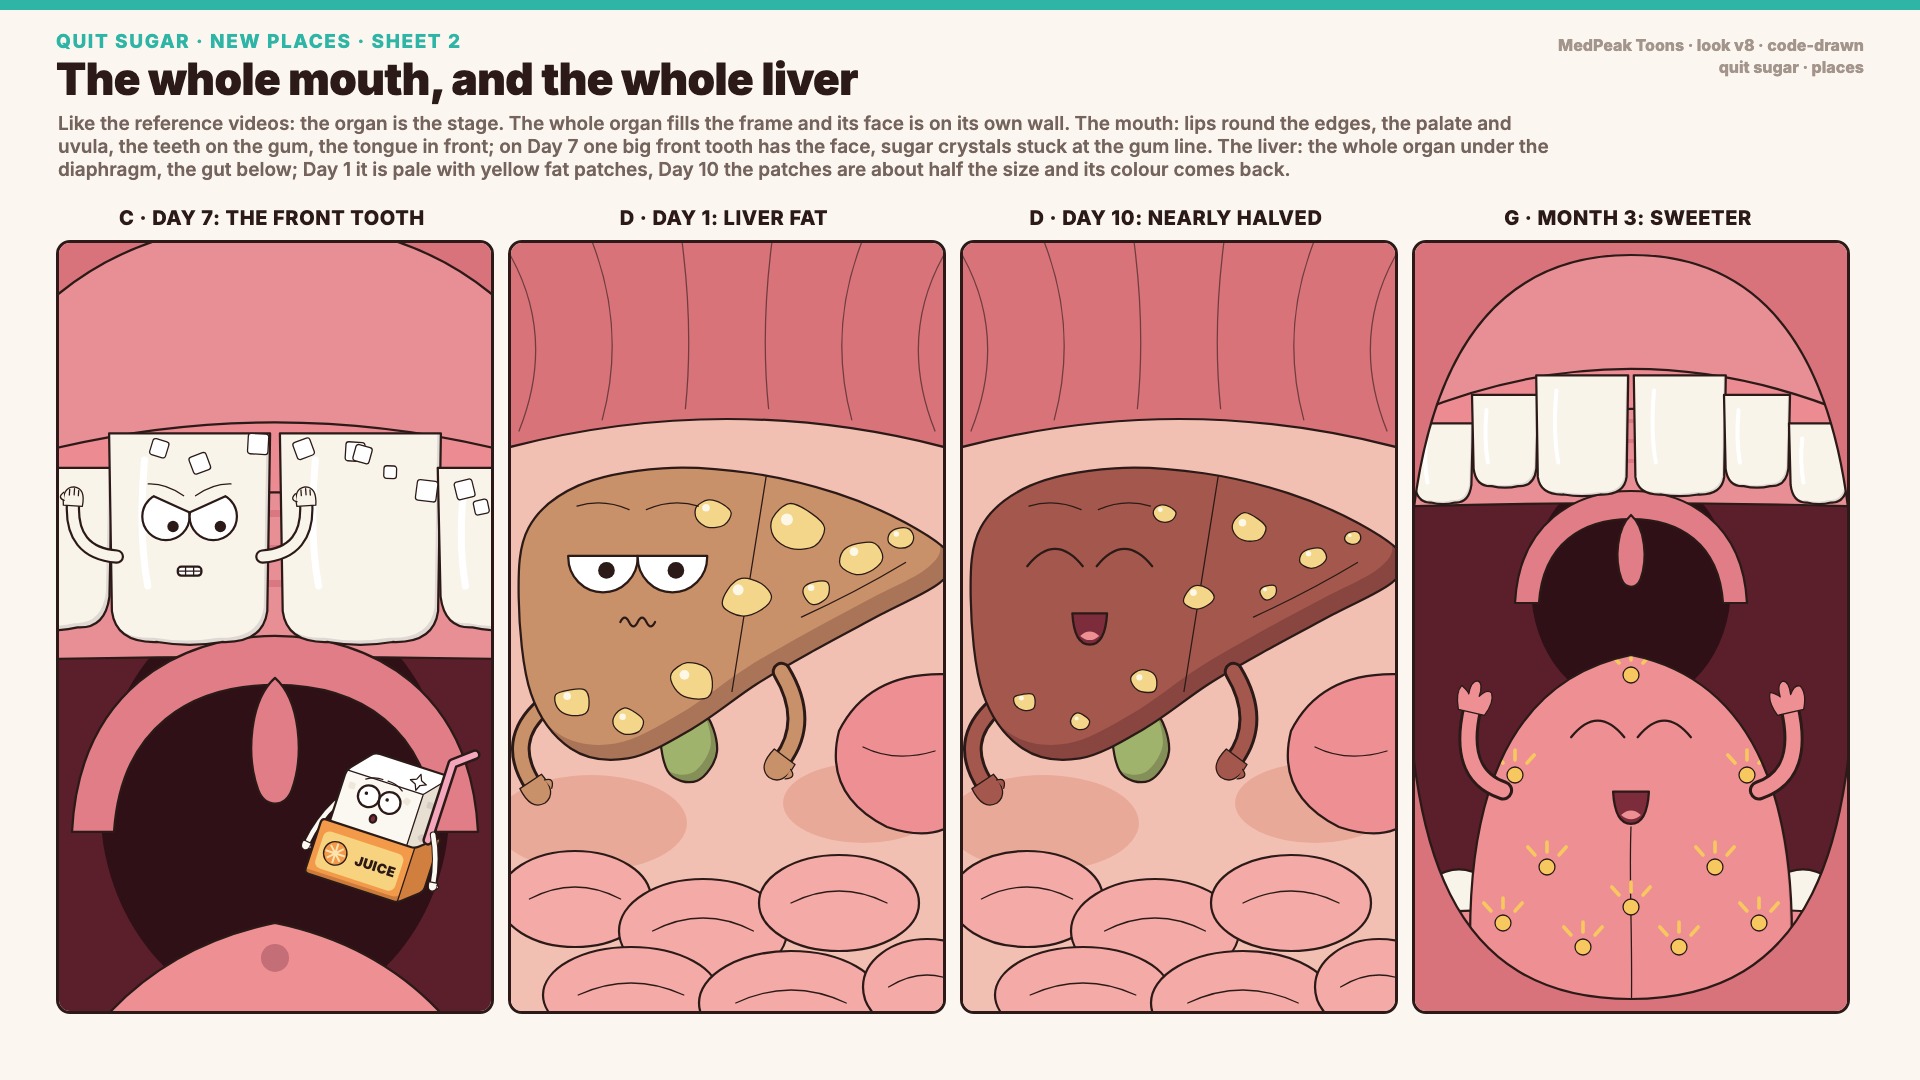 QUIT SUGAR · NEW PLACES · SHEET 2
The whole mouth, and the whole liver
MedPeak Toons · look v8 · code-drawn
quit sugar · places
Like the reference videos: the organ is the stage. The whole organ fills the frame and its face is on its own wall. The mouth: lips round the edges, the palate and
uvula, the teeth on the gum, the tongue in front; on Day 7 one big front tooth has the face, sugar crystals stuck at the gum line. The liver: the whole organ under the
diaphragm, the gut below; Day 1 it is pale with yellow fat patches, Day 10 the patches are about half the size and its colour comes back.
C · DAY 7: THE FRONT TOOTH
D · DAY 1: LIVER FAT
D · DAY 10: NEARLY HALVED
G · MONTH 3: SWEETER
JUICE